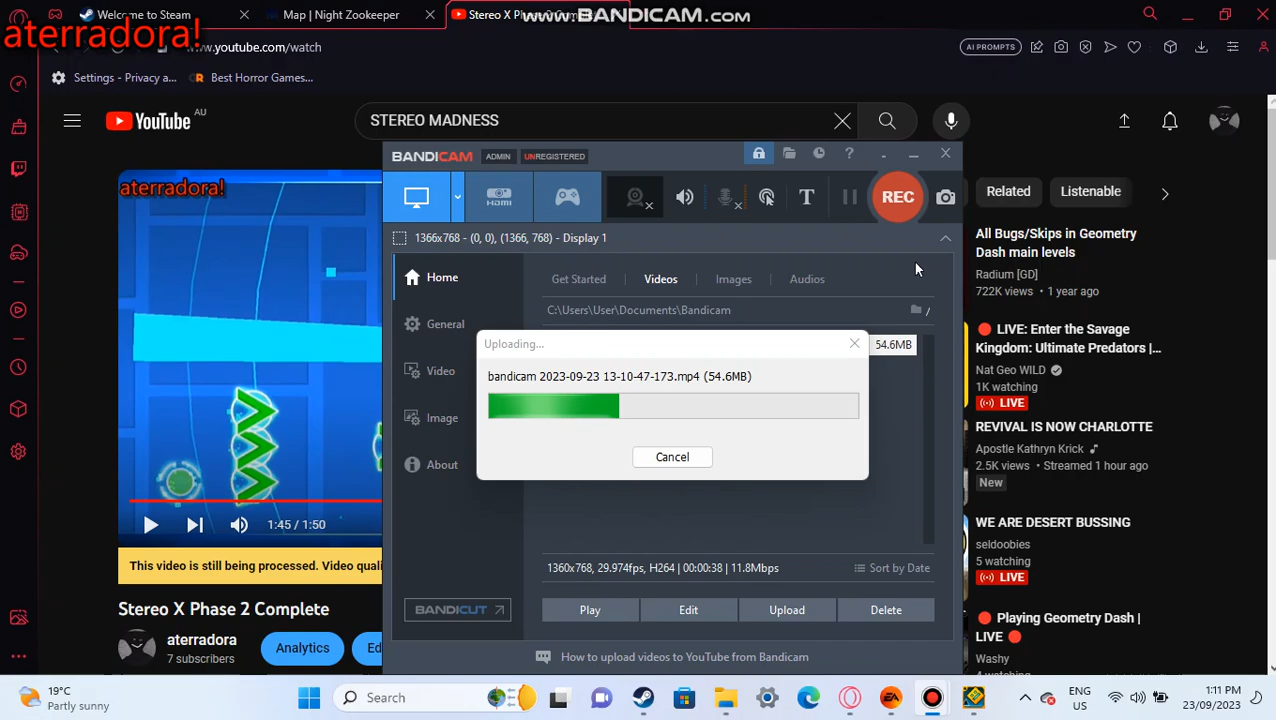 Welcome to Steam
Map | Night Zookeeper
Stereo X Phase 2 Comple
www.BANDICAM.com
aterradora!
www.youtube.com/watch
AI PROMPTS
Settings - Privacy a...
Best Horror Games...
YouTube
AU
STEREO MADNESS
BANDICAM
ADMIN
UNREGISTERED
aterradora!
HDMI
REC
Related
Listenable
1366x768 - (0, 0), (1366, 768) - Display 1
Home
General
Video
Image
About
Get Started
Videos
Images
Audios
C:\Users\User\Documents\Bandicam
54.6MB
Uploading...
bandicam 2023-09-23 13-10-47-173.mp4 (54.6MB)
Cancel
1360x768, 29.974fps, H264 | 00:00:38 | 11.8Mbps
Sort by Date
BANDICUT
Play
Edit
Upload
Delete
How to upload videos to YouTube from Bandicam
1:45 / 1:50
This video is still being processed. Video quali
Stereo X Phase 2 Complete
aterradora
7 subscribers
Analytics
Ed
All Bugs/Skips in Geometry
Dash main levels
Radium [GD]
722K views • 1 year ago
🔴 LIVE: Enter the Savage
Kingdom: Ultimate Predators |...
Nat Geo WILD
1K watching
LIVE
REVIVAL IS NOW CHARLOTTE
Apostle Kathryn Krick
2.5K views • Streamed 1 hour ago
New
WE ARE DESERT BUSSING
seldoobies
5 watching
LIVE
🔴 Playing Geometry Dash |
LIVE 🔴
Washy
19°C
Partly sunny
Search
ENG
US
1:11 PM
23/09/2023